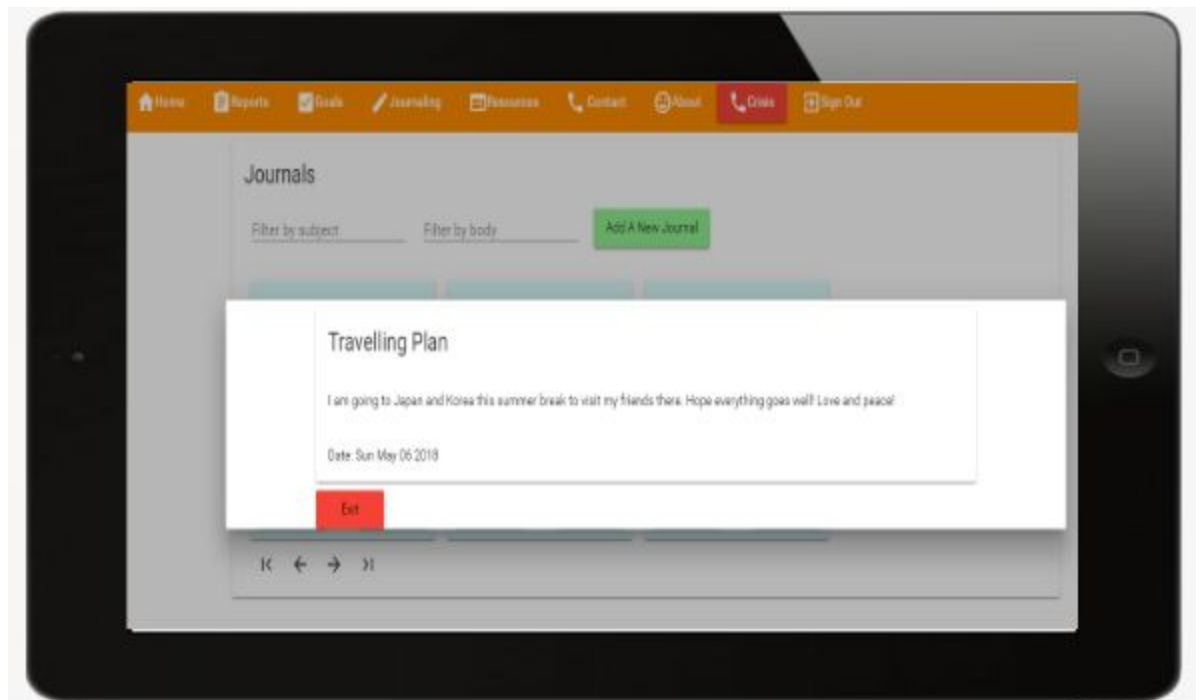 Home Reports Goals Journaling Resources Contact About Crisis Sign Out
Journals
Filter by subject Filter by body Add A New Journal
Travelling Plan
I am going to Japan and Korea this summer break to visit my friends there. Hope everything goes well! Love and peace!
Date: Sun May 06 2018
Exit